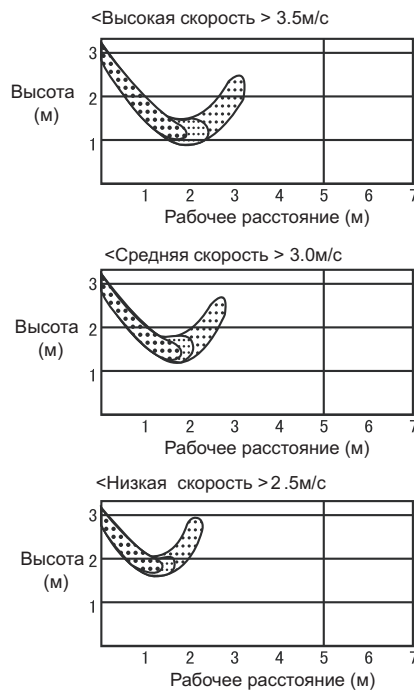 <Высокая скорость > 3.5м/с
3
Высота 2
(м)
1
1 2 3 4 5 6 7
Рабочее расстояние (м)
<Средняя скорость > 3.0м/с
3
Высота 2
(м)
1
1 2 3 4 5 6 7
Рабочее расстояние (м)
<Низкая скорость > 2.5м/с
3
Высота 2
(м)
1
1 2 3 4 5 6 7
Рабочее расстояние (м)